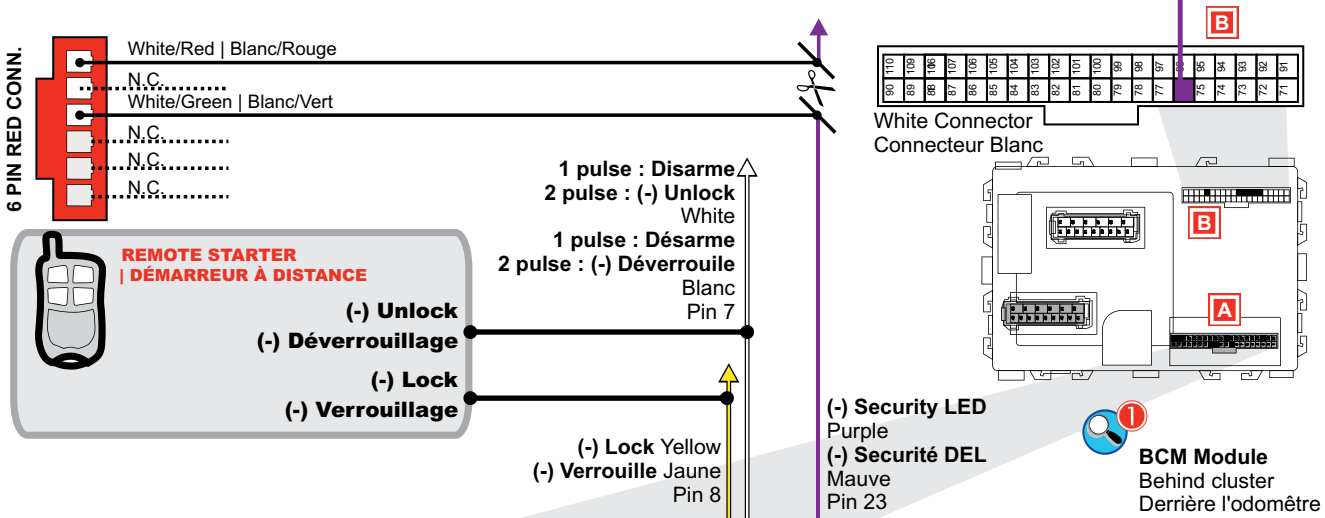 B
6 PIN RED CONN.
White/Red | Blanc/Rouge
N.C.
White/Green | Blanc/Vert
N.C.
N.C.
N.C.
110 109 107 106 105 104 103 102 101 100 99 98 97 95 94 93 92 91
90 89 88 87 86 85 84 83 82 81 80 79 78 77 75 74 73 72 71
White Connector
Connecteur Blanc
1 pulse : Disarme
2 pulse : (-) Unlock
White
1 pulse : Désarme
2 pulse : (-) Déverrouile
Blanc
Pin 7
B
A
REMOTE STARTER
| DÉMARREUR À DISTANCE
(-) Unlock
(-) Déverrouillage
(-) Lock
(-) Verrouillage
(-) Lock Yellow
(-) Verrouille Jaune
Pin 8
(-) Security LED
Purple
(-) Securité DEL
Mauve
Pin 23
1
BCM Module
Behind cluster
Derrière l'odomêtre